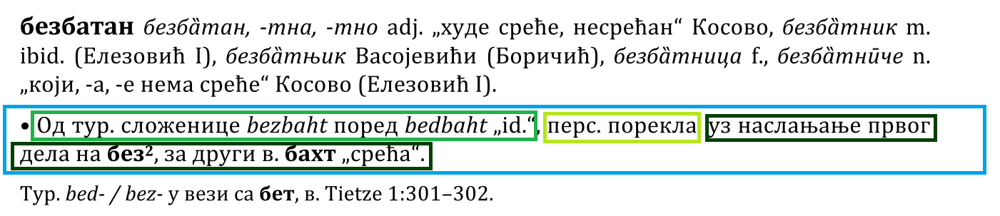 безбатан безба̏тан, -тна, -тно adj. „худе среће, несрећан“ Косово, безба̏тник m.
ibid. (Елезовић I), безба̏тњик Васојевићи (Боричић), безба̏тница f., безба̏тнӣче n.
„који, -а, -е нема среће“ Косово (Елезовић I).
• Од тур. сложенице bezbaht поред bedbaht „id.“, перс. порекла уз наслањање првог
дела на без², за други в. бахт „срећа“.
Тур. bed- / bez- у вези са бет, в. Tietze 1:301–302.